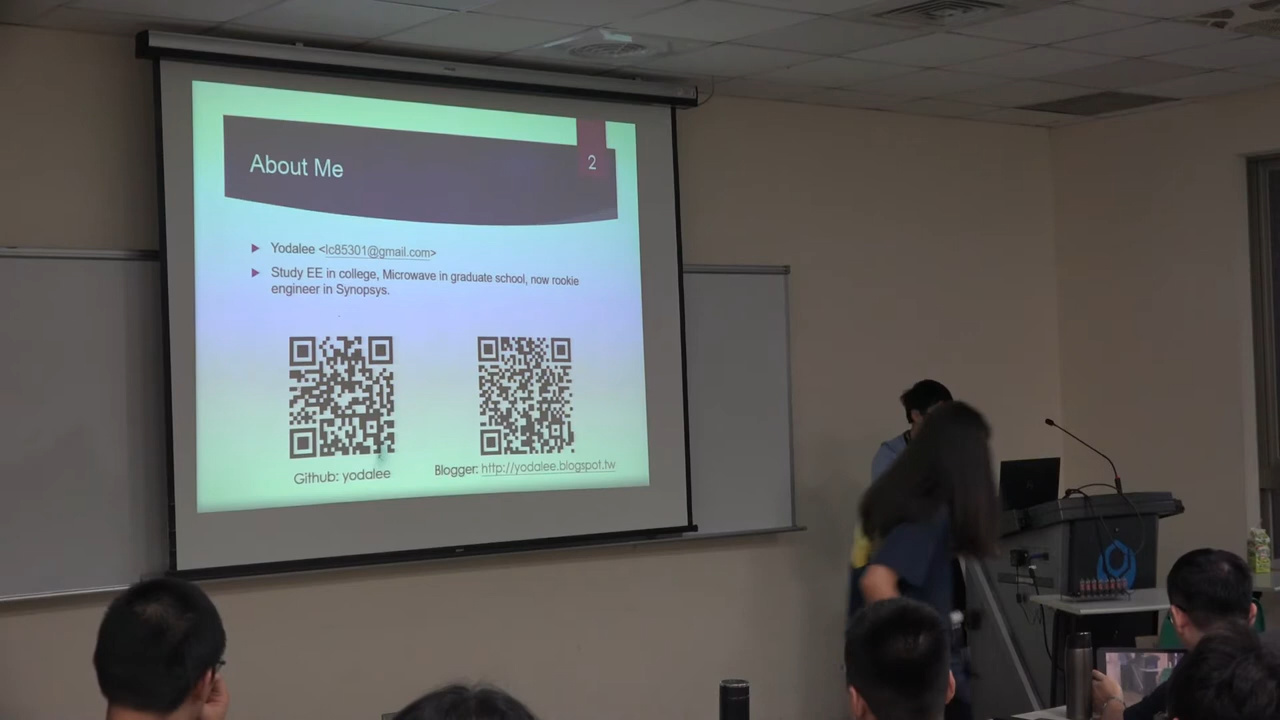 About Me
2
Yodalee <lc85301@gmail.com>
Study EE in college, Microwave in graduate school, now rookie
engineer in Synopsys.
Github: yodalee
Blogger: http://yodalee.blogspot.tw